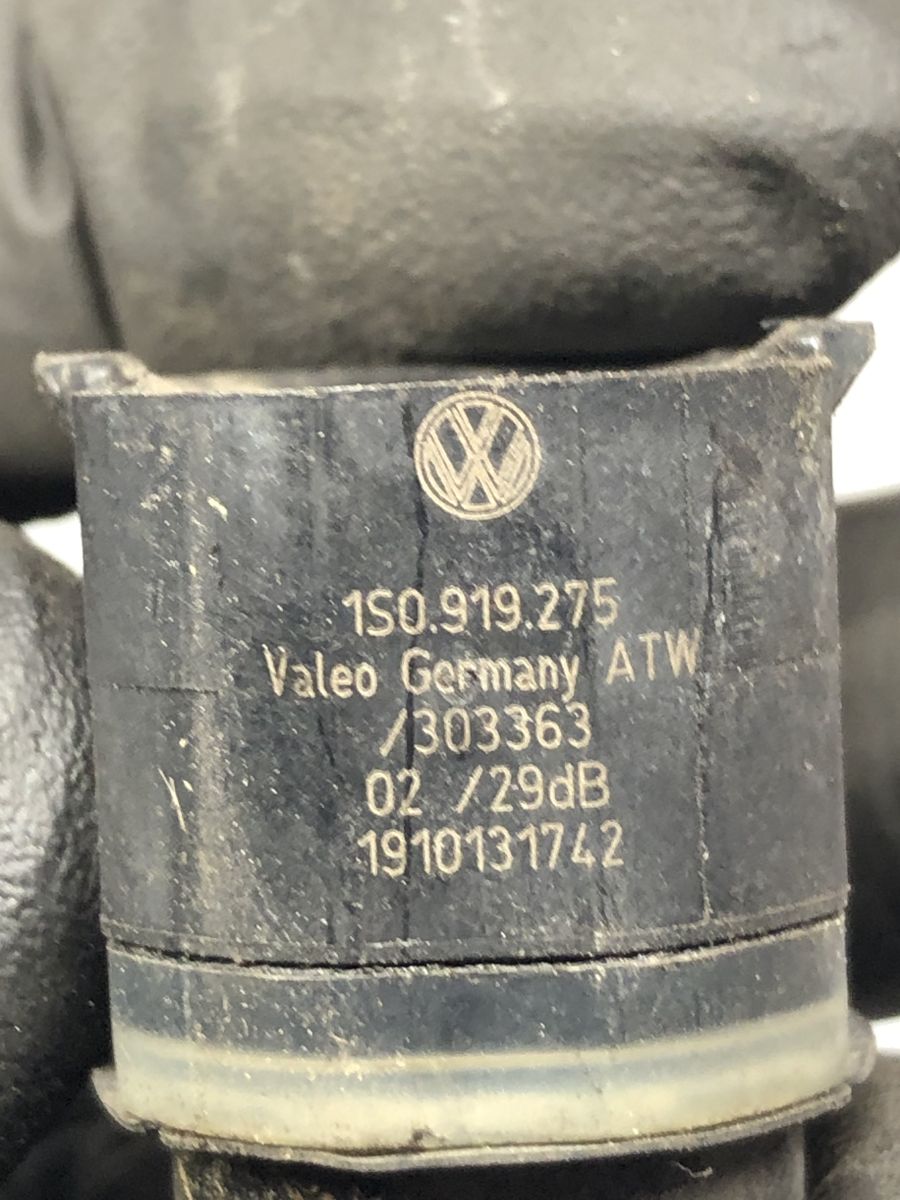 1S0.919.275
Valeo Germany ATW
/303363
02 /29dB
1910131742